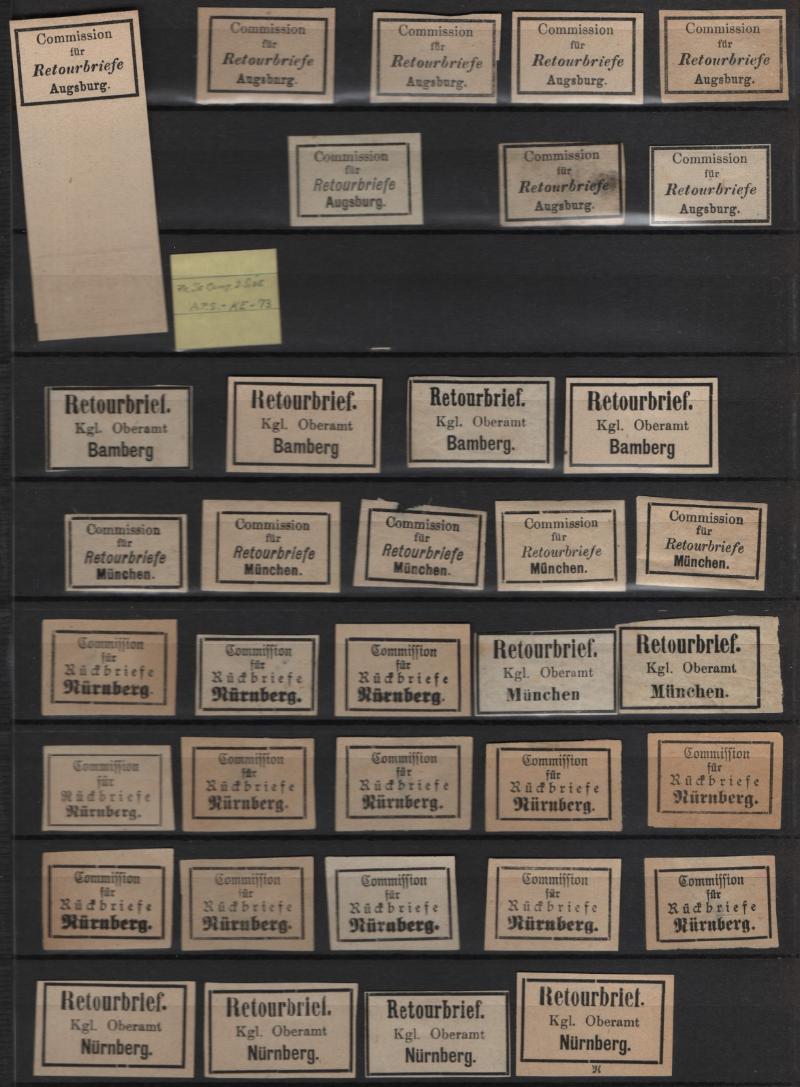 Commission
für
Retourbriefe
Augsburg.
Commission
für
Retourbriefe
Augsburg.
Commission
für
Retourbriefe
Augsburg.
Commission
für
Retourbriefe
Augsburg.
Commission
für
Retourbriefe
Augsburg.
Commission
für
Retourbriefe
Augsburg.
Commission
für
Retourbriefe
Augsburg.
Commission
für
Retourbriefe
Augsburg.
A.P.S.-KE-73
Retourbrief.
Kgl. Oberamt
Bamberg
Retourbrief.
Kgl. Oberamt
Bamberg
Retourbrief.
Kgl. Oberamt
Bamberg.
Retourbrief.
Kgl. Oberamt
Bamberg
Commission
für
Retourbriefe
München.
Commission
für
Retourbriefe
München.
Commission
für
Retourbriefe
München.
Commission
für
Retourbriefe
München.
Commission
für
Retourbriefe
München.
Commission
für
Rückbriefe
Nürnberg.
Commission
für
Rückbriefe
Nürnberg.
Commission
für
Rückbriefe
Nürnberg.
Retourbrief.
Kgl. Oberamt
München
Retourbrief.
Kgl. Oberamt
München.
Commission
für
Rückbriefe
Nürnberg.
Commission
für
Rückbriefe
Nürnberg.
Commission
für
Rückbriefe
Nürnberg.
Commission
für
Rückbriefe
Nürnberg.
Commission
für
Rückbriefe
Nürnberg.
Commission
für
Rückbriefe
Nürnberg.
Commission
für
Rückbriefe
Nürnberg.
Commission
für
Rückbriefe
Nürnberg.
Commission
für
Rückbriefe
Nürnberg.
Commission
für
Rückbriefe
Nürnberg.
Retourbrief.
Kgl. Oberamt
Nürnberg.
Retourbrief.
Kgl. Oberamt
Nürnberg.
Retourbrief.
Kgl. Oberamt
Nürnberg.
Retourbrief.
Kgl. Oberamt
Nürnberg.